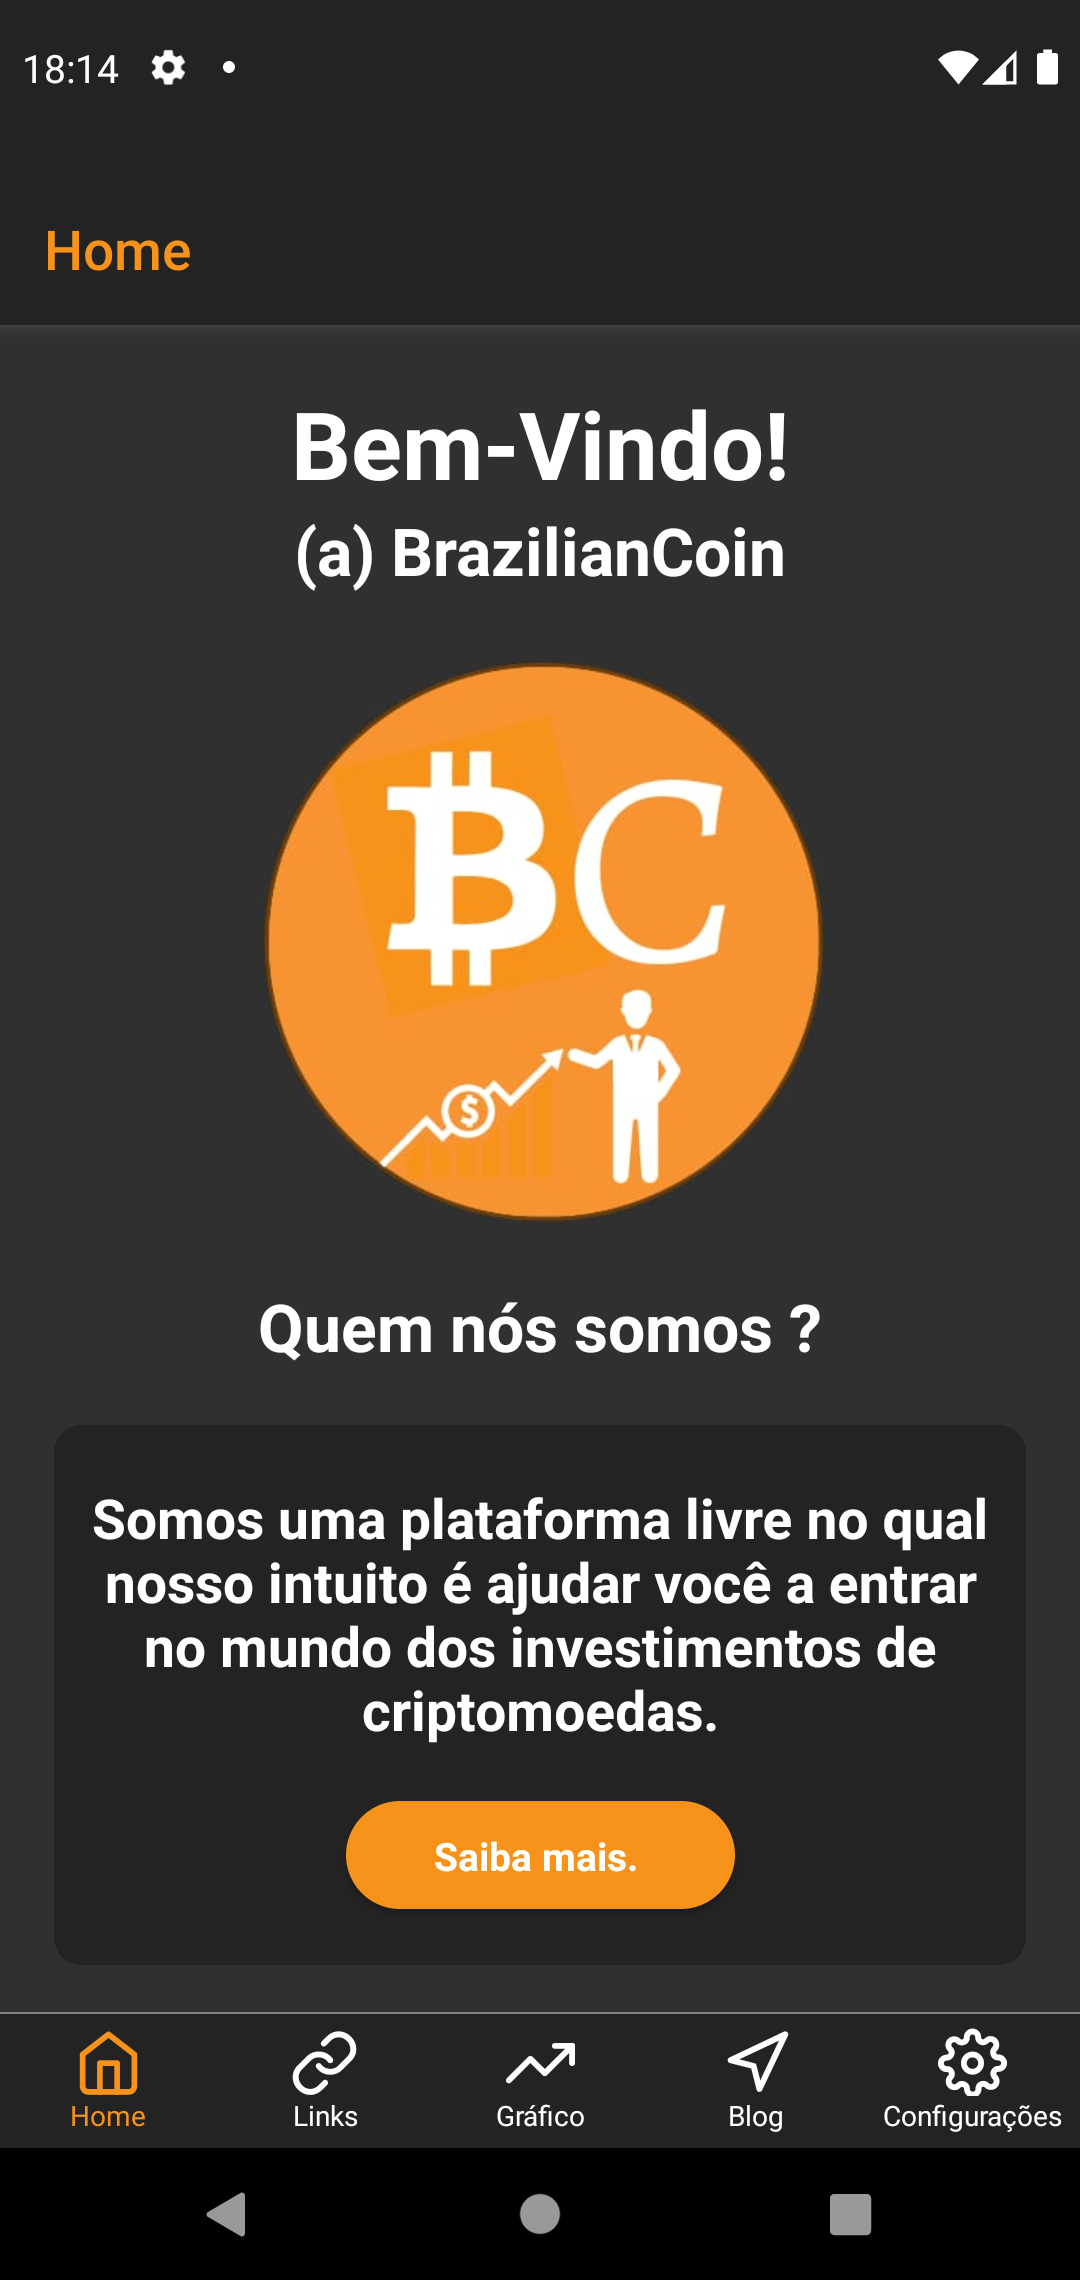 18:14
Home
Bem-Vindo!
(a) BrazilianCoin
BC
$
Quem nós somos ?
Somos uma plataforma livre no qual
nosso intuito é ajudar você a entrar
no mundo dos investimentos de
criptomoedas.
Saiba mais.
Home
Links
Gráfico
Blog
Configurações